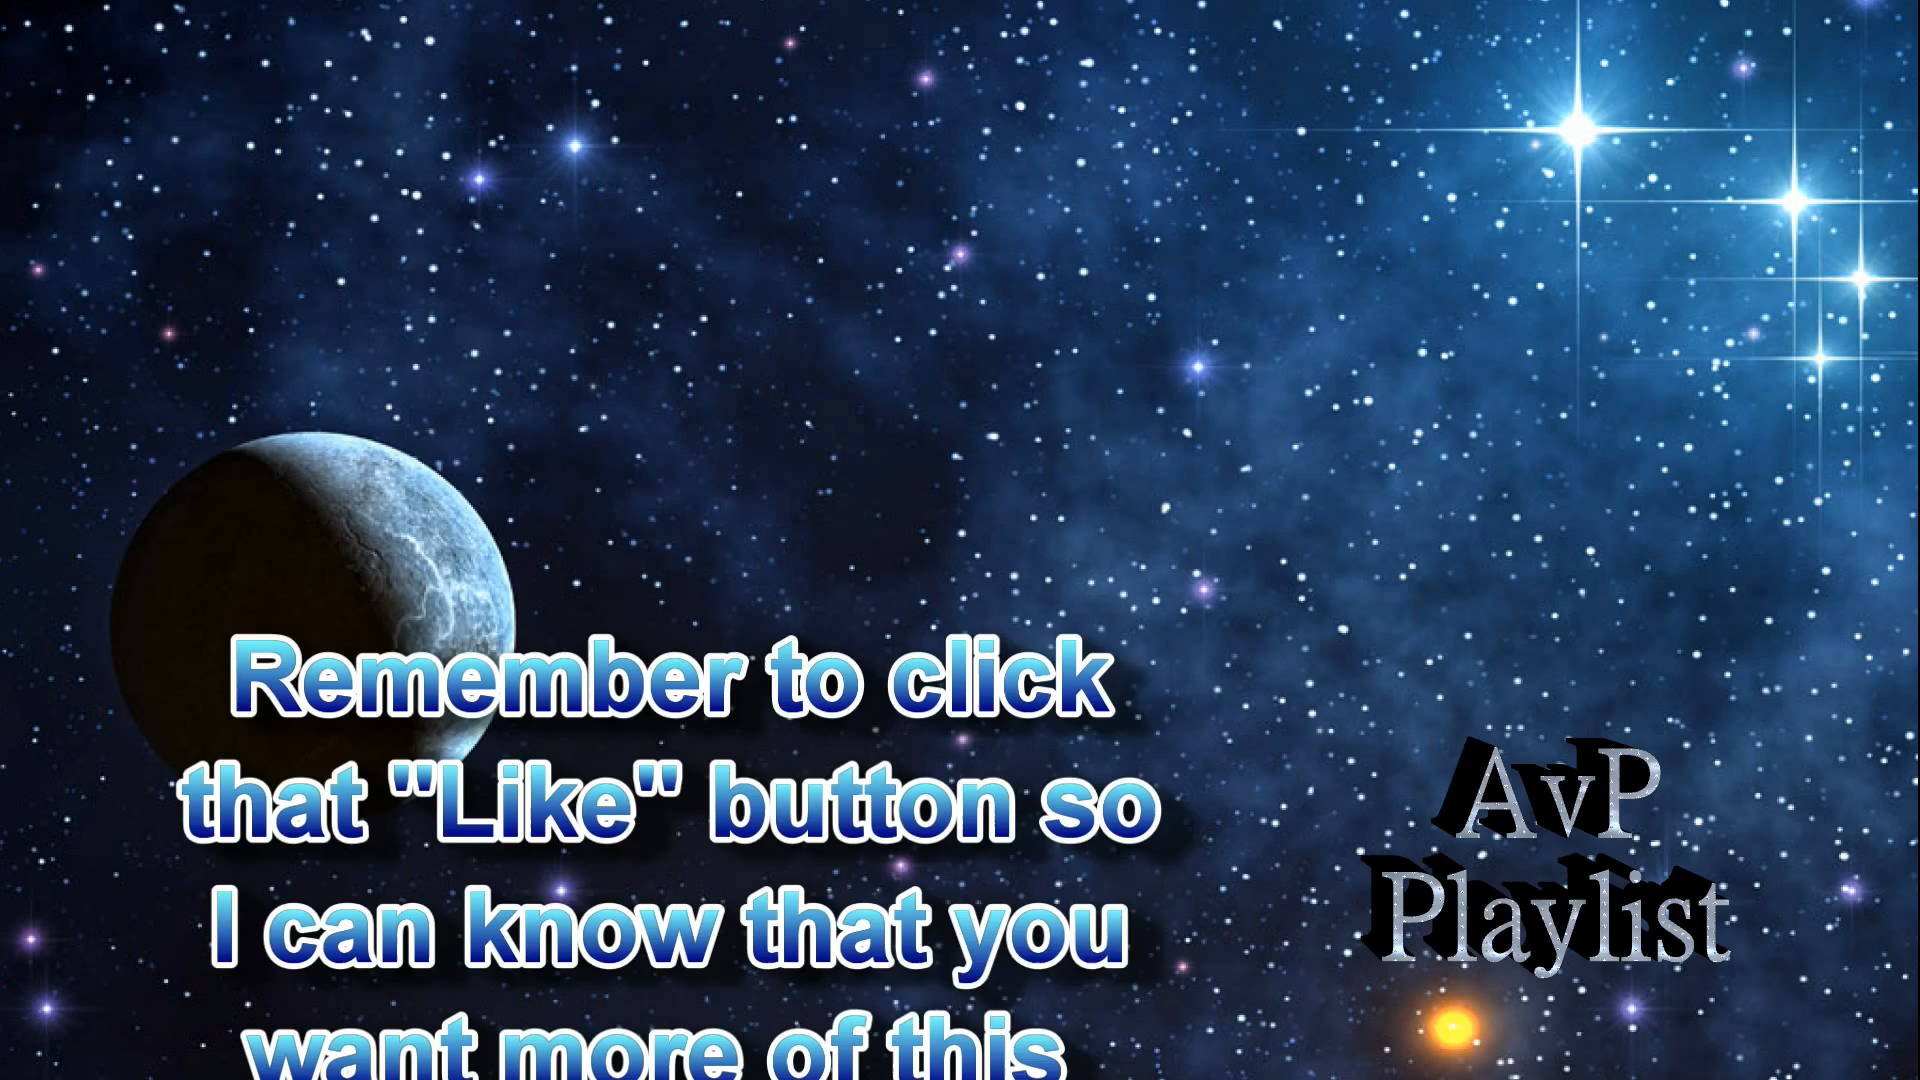 Remember to click
that "Like" button so
I can know that you
want more of this
AvP
Playlist